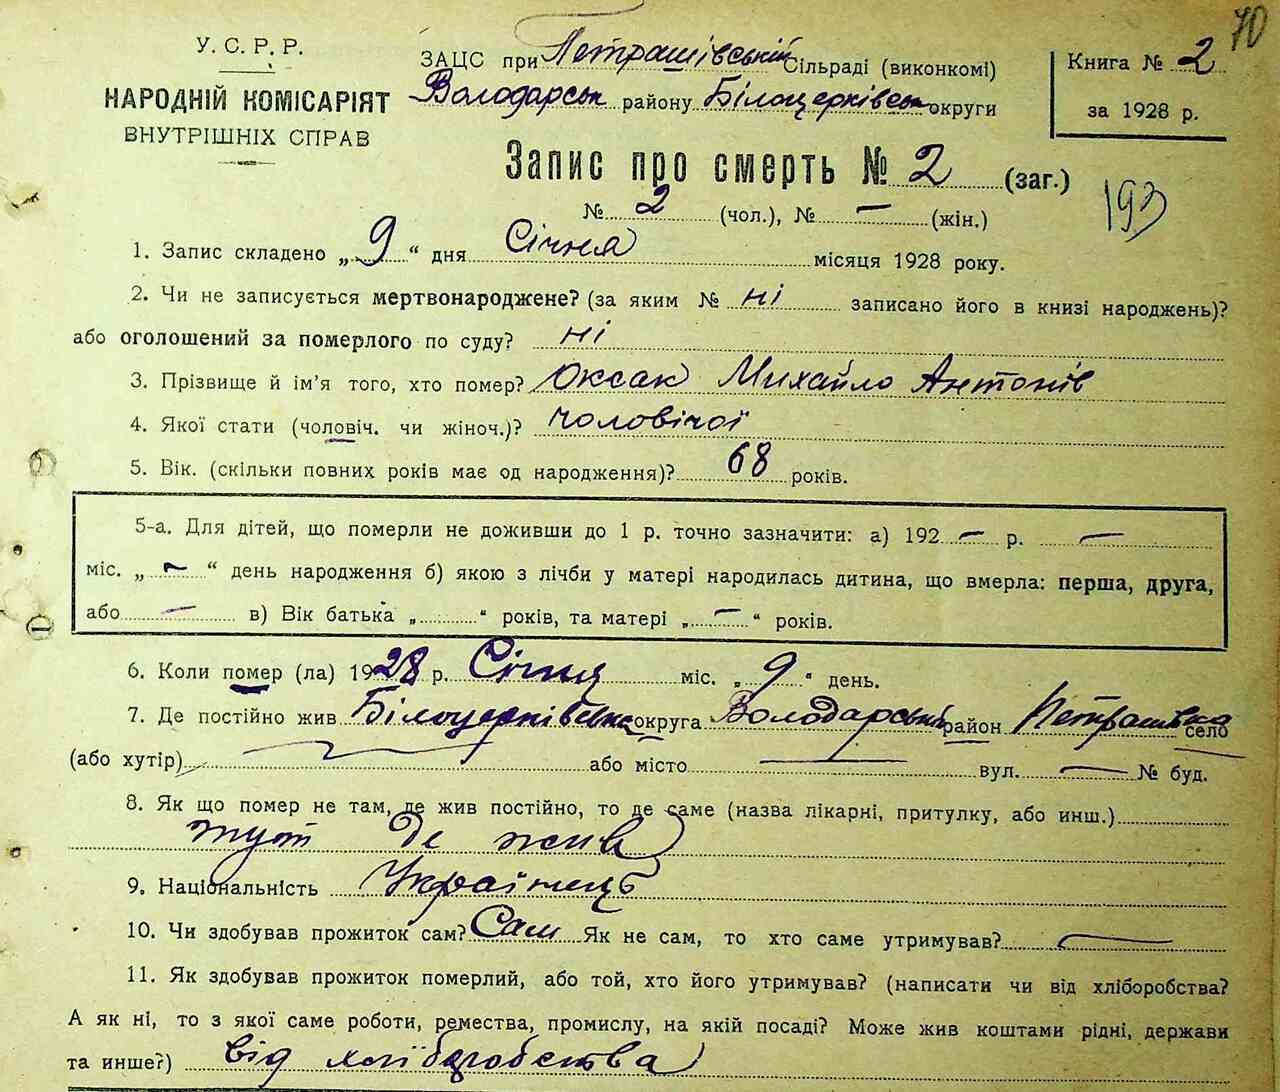 70
У. С. Р. Р.
НАРОДНІЙ КОМІСАРІЯТ
ВНУТРІШНІХ СПРАВ
ЗАЦС при Петрашівській Сільраді (виконкомі)
Володарськ району Білоцерківськ округи
Книга № 2
за 1928 р.
Запис про смерть № 2 (заг.)
193
№ 2 (чол.), № — (жін.)
1. Запис складено „9“ дня Січня місяця 1928 року.
2. Чи не записується мертвонароджене? (за яким № ні записано його в книзі народжень)?
або оголошений за померлого по суду? ні
3. Прізвище й ім’я того, хто помер? Оксак Михайло Антонів
4. Якої стати (чоловіч. чи жіноч.)? чоловічої
5. Вік. (скільки повних років має од народження)? 68 років.
5-а. Для дітей, що померли не доживши до 1 р. точно зазначити: а) 192 — р. —
міс. „ — “ день народження б) якою з лічби у матері народилась дитина, що вмерла: перша, друга,
або — в) Вік батька „ “ років, та матері „ — “ років.
6. Коли помер (ла) 1928 р. Січня міс. „ 9 “ день.
7. Де постійно жив Білоцерківська округа Володарський район Петрашівка село
(або хутір) — або місто — вул. — № буд.
8. Як що помер не там, де жив постійно, то де саме (назва лікарні, притулку, або инш.)
тут де жив
9. Національність Українець
10. Чи здобував прожиток сам? Сам Як не сам, то хто саме утримував? —
11. Як здобував прожиток померлий, або той, хто його утримував? (написати чи від хліборобства?
А як ні, то з якої саме роботи, ремества, промислу, на якій посаді? Може жив коштами рідні, держави
та инше?) від хліборобства